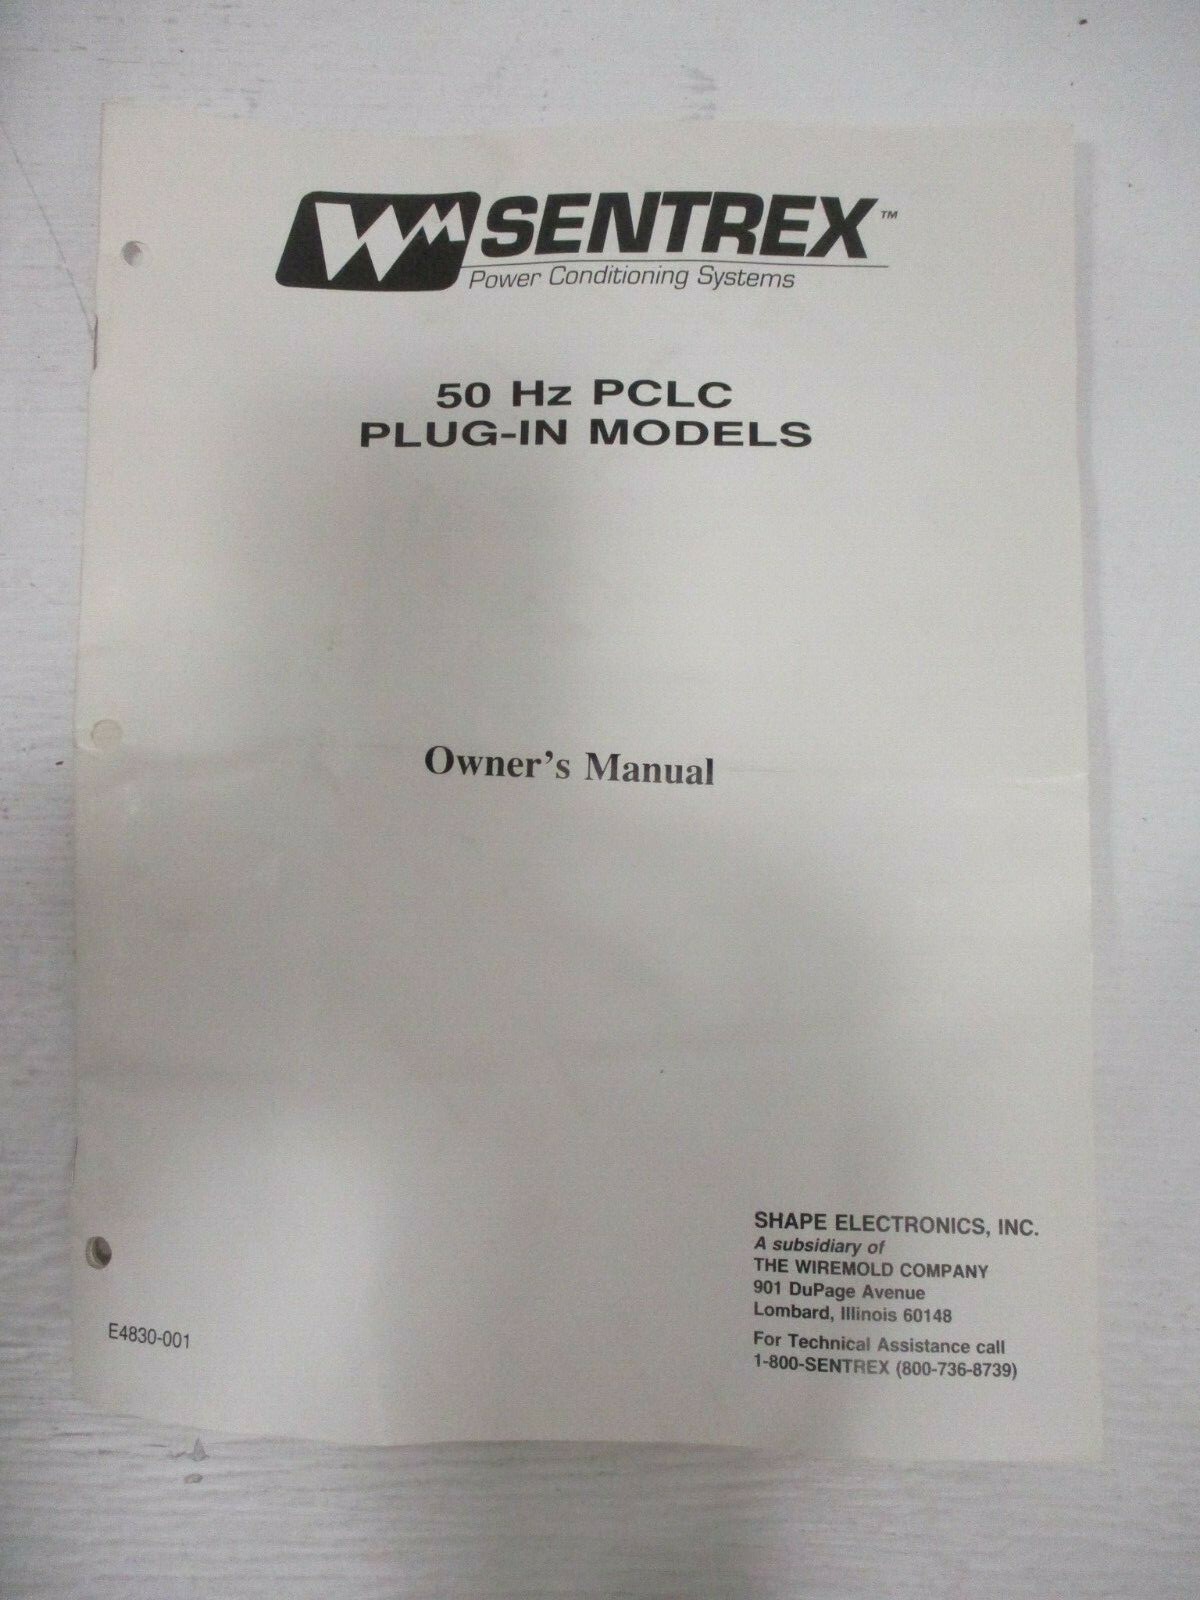 WM SENTREX™
Power Conditioning Systems
50 Hz PCLC
PLUG-IN MODELS
Owner's Manual
SHAPE ELECTRONICS, INC.
A subsidiary of
THE WIREMOLD COMPANY
901 DuPage Avenue
Lombard, Illinois 60148
For Technical Assistance call
1-800-SENTREX (800-736-8739)
E4830-001